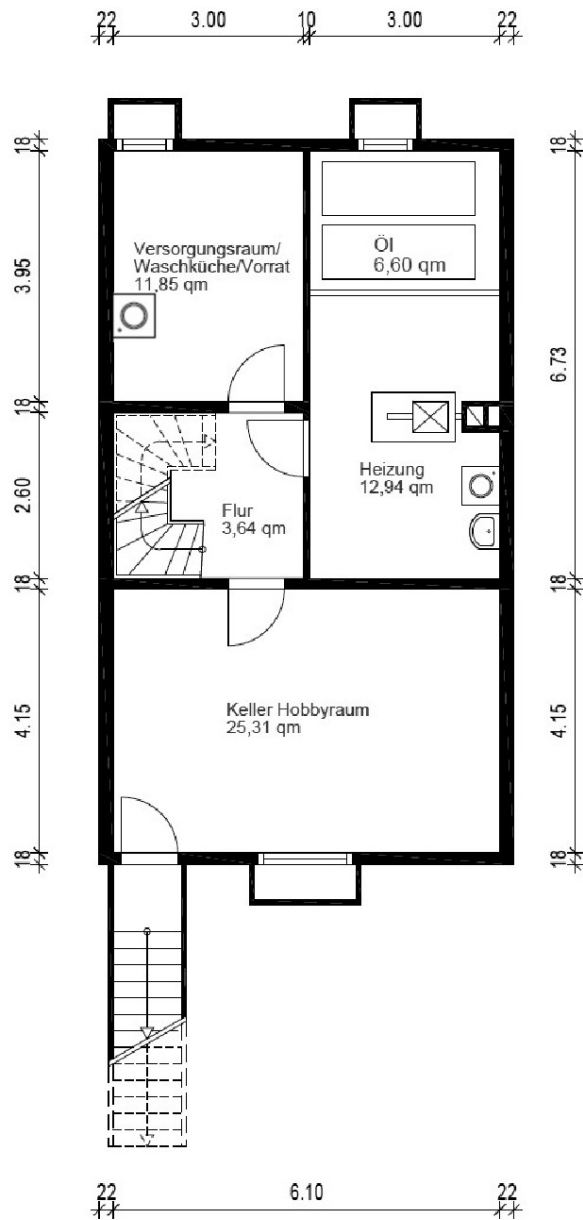 22 3.00 10 3.00 22
18
3.95
18
2.60
18
4.15
18
Versorgungsraum/
Waschküche/Vorrat
11,85 qm
Öl
6,60 qm
Heizung
12,94 qm
Flur
3,64 qm
Keller Hobbyraum
25,31 qm
18
6.73
18
4.15
18
22 6.10 22